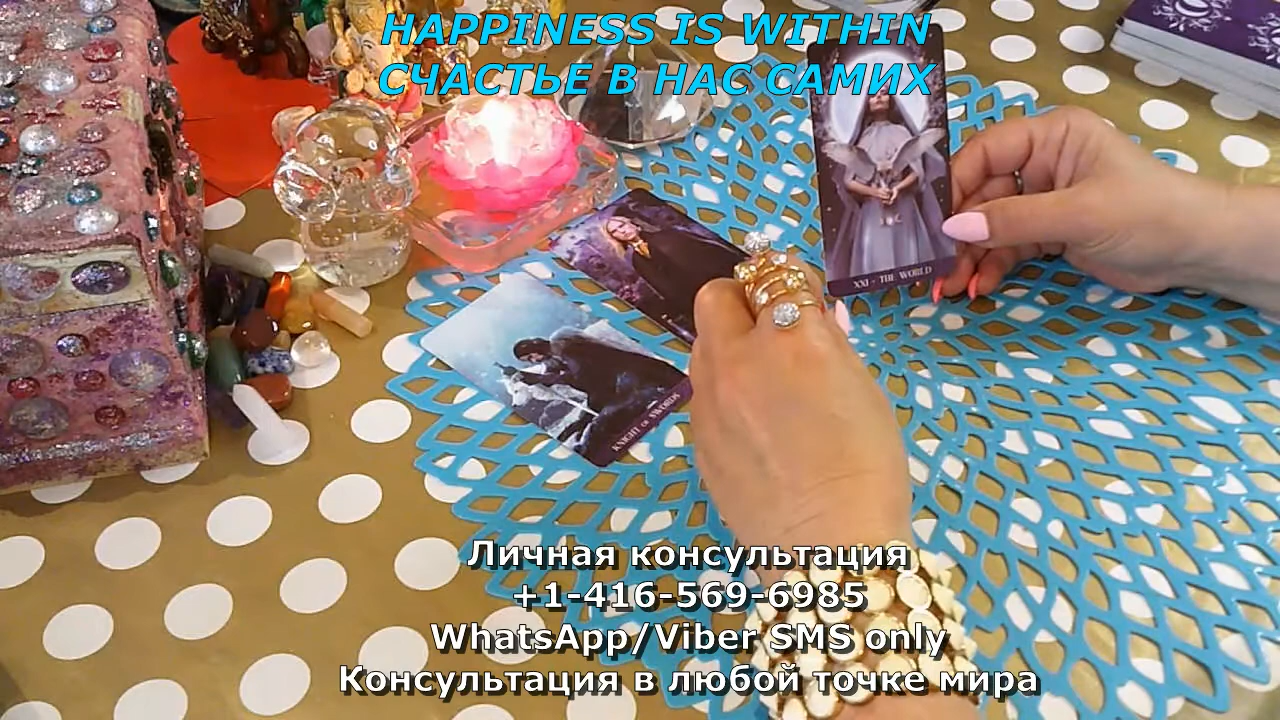 HAPPINESS IS WITHIN
СЧАСТЬЕ В НАС САМИХ
XXI - THE WORLD
KNIGHT OF SWORDS
Личная консультация
+1-416-569-6985
WhatsApp/Viber SMS only
Консультация в любой точке мира